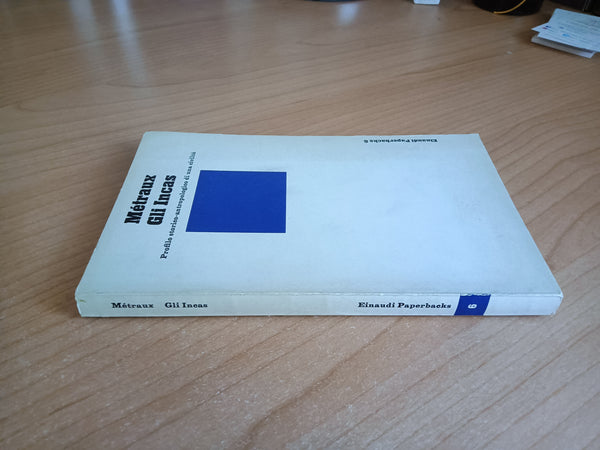 Métraux
Gli Incas
Profilo storico-antropologico di una civiltà
Einaudi Paperbacks 6
Métraux Gli Incas Einaudi Paperbacks 6